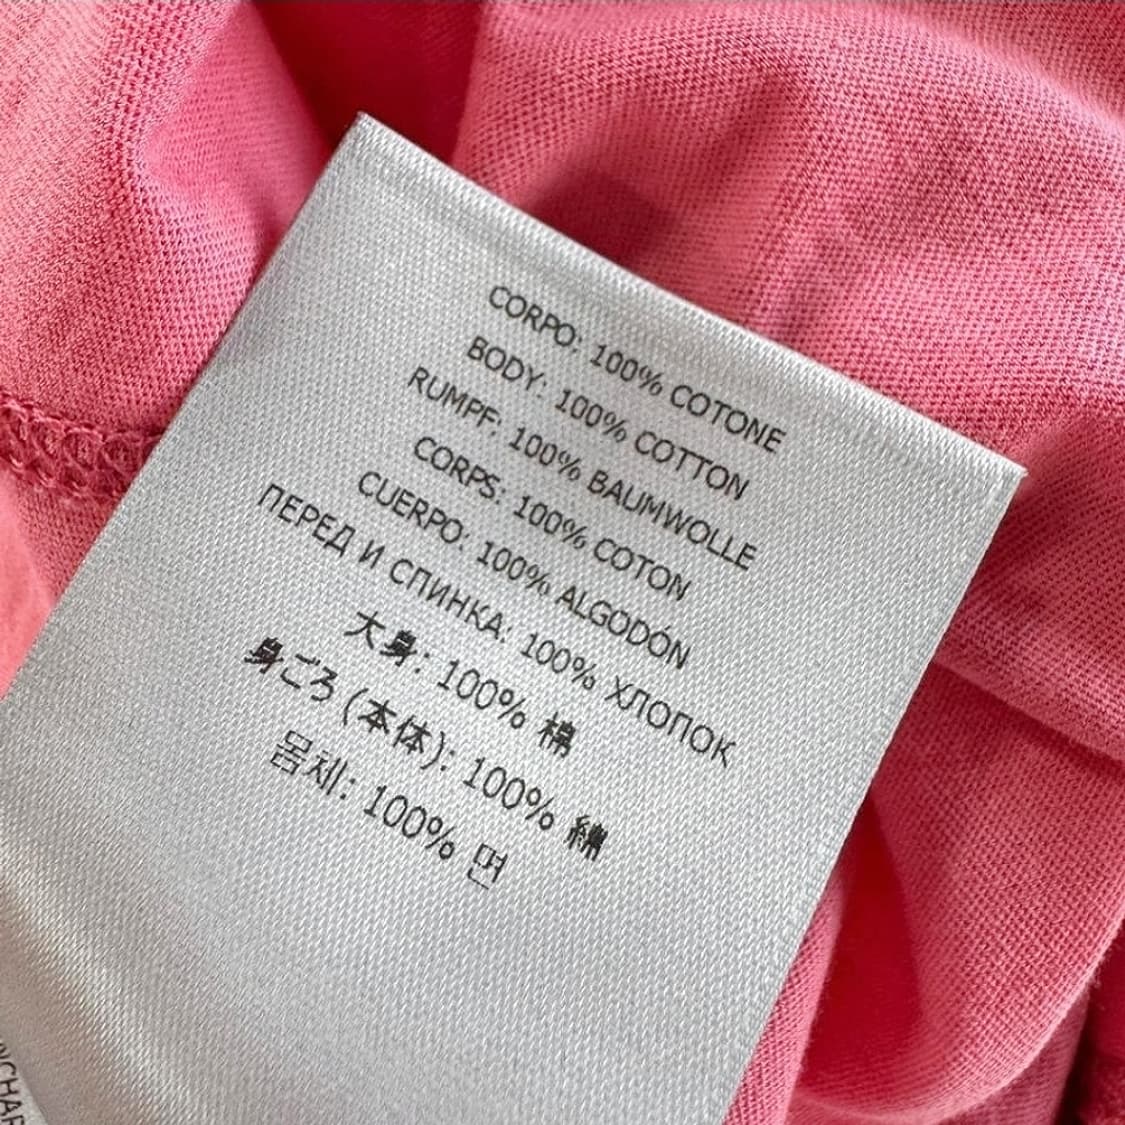 CORPO: 100% COTONE
BODY: 100% COTTON
RUMPF: 100% BAUMWOLLE
CORPS: 100% COTON
CUERPO: 100% ALGODÓN
ПЕРЕД И СПИНКА: 100% ХЛОПОК
大身: 100% 棉
身ごろ (本体): 100% 綿
몸체: 100% 면